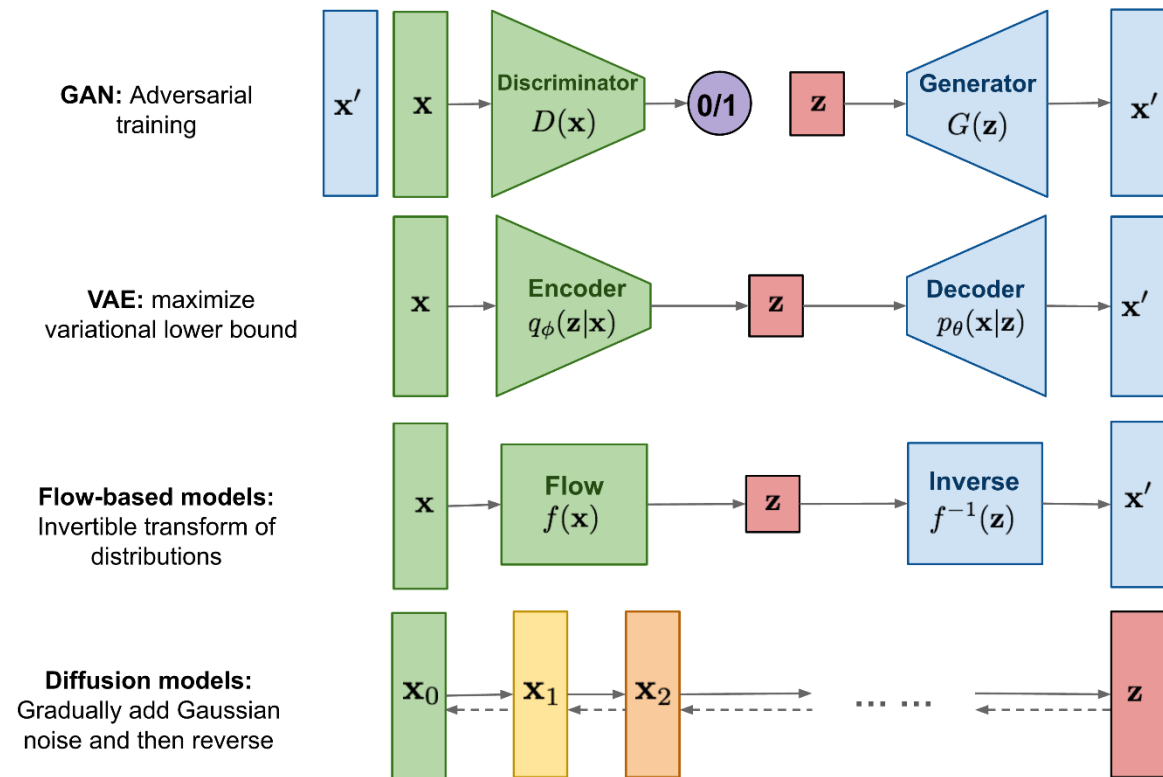 GAN: Adversarial
training
x′
x
Discriminator
D(x)
0/1
z
Generator
G(z)
x′
VAE: maximize
variational lower bound
x
Encoder
qϕ(z|x)
z
Decoder
pθ(x|z)
x′
Flow-based models:
Invertible transform of
distributions
x
Flow
f(x)
z
Inverse
f⁻¹(z)
x′
Diffusion models:
Gradually add Gaussian
noise and then reverse
x₀
x₁
x₂
... ...
z